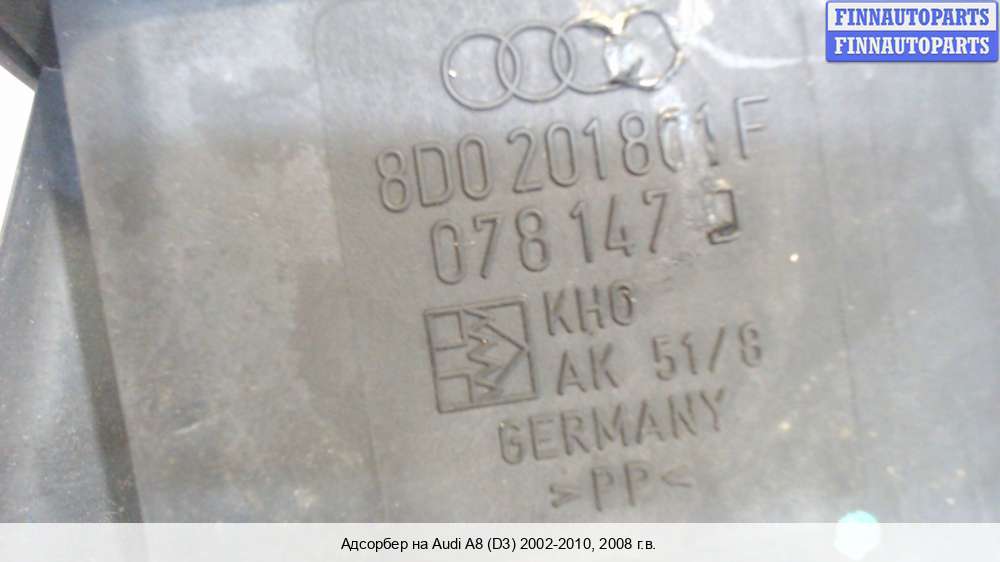 FINNAUTOPARTS
FINNAUTOPARTS
8D0 201 801 F
078 147 J
KHG
AK 51/8
GERMANY
>PP<
Адсорбер на Audi A8 (D3) 2002-2010, 2008 г.в.